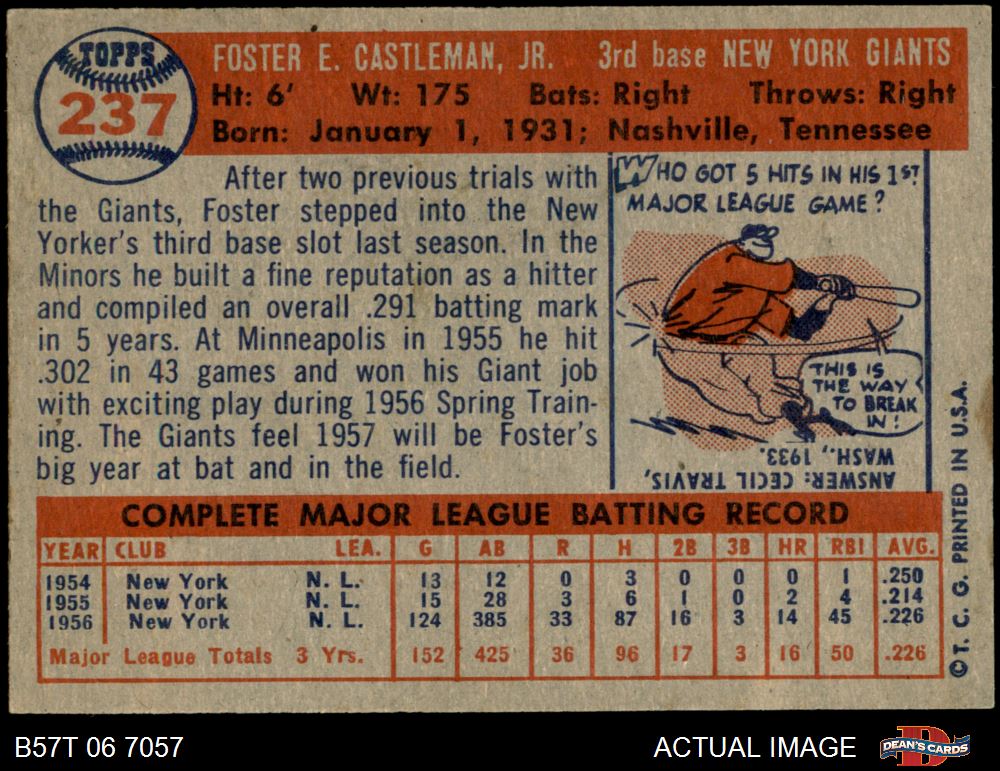 TOPPS
237
FOSTER E. CASTLEMAN, JR. 3rd base NEW YORK GIANTS
Ht: 6' Wt: 175 Bats: Right Throws: Right
Born: January 1, 1931; Nashville, Tennessee
After two previous trials with
the Giants, Foster stepped into the New
Yorker's third base slot last season. In the
Minors he built a fine reputation as a hitter
and compiled an overall .291 batting mark
in 5 years. At Minneapolis in 1955 he hit
.302 in 43 games and won his Giant job
with exciting play during 1956 Spring Train-
ing. The Giants feel 1957 will be Foster's
big year at bat and in the field.
WHO GOT 5 HITS IN HIS 1ST
MAJOR LEAGUE GAME?
THIS IS
THE WAY
TO BREAK
IN!
ANSWER: CECIL TRAVIS,
WASH., 1933.
COMPLETE MAJOR LEAGUE BATTING RECORD
YEAR CLUB LEA. G AB R H 2B 3B HR RBI AVG.
1954 New York N. L. 13 12 0 3 0 0 0 1 .250
1955 New York N. L. 15 28 3 6 1 0 2 4 .214
1956 New York N. L. 124 385 33 87 16 3 14 45 .226
Major League Totals 3 Yrs. 152 425 36 96 17 3 16 50 .226
© T. C. G. PRINTED IN U.S.A.
B57T 06 7057
ACTUAL IMAGE
DEAN'S CARDS